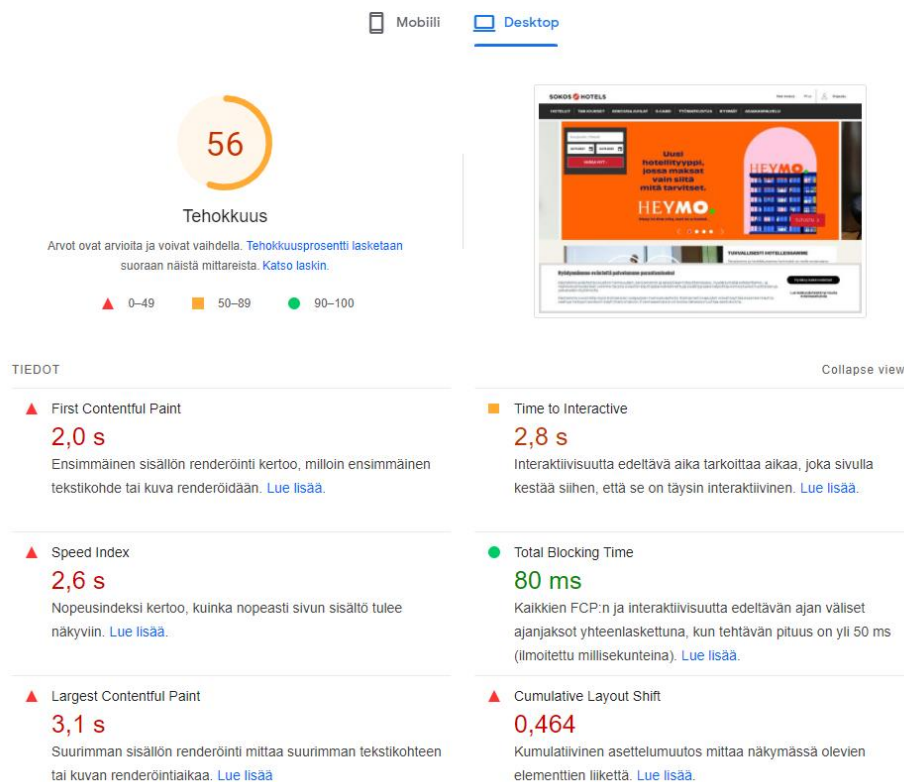 Mobiili
Desktop
56
Tehokkuus
Arvot ovat arvioita ja voivat vaihdella. Tehokkuusprosentti lasketaan
suoraan näistä mittareista. Katso laskin.
0–49
50–89
90–100
SOKOS HOTELS
Uusi
hotellityyppi,
jossa maksat
vain siitä
mitä tarvitset.
HEYMO
HEYMO
TURVALLISESTI HOTELLEISSAMME
TIEDOT
Collapse view
First Contentful Paint
2,0 s
Ensimmäinen sisällön renderöinti kertoo, milloin ensimmäinen
tekstikohde tai kuva renderöidään. Lue lisää.
Time to Interactive
2,8 s
Interaktiivisuutta edeltävä aika tarkoittaa aikaa, joka sivulla
kestää siihen, että se on täysin interaktiivinen. Lue lisää.
Speed Index
2,6 s
Nopeusindeksi kertoo, kuinka nopeasti sivun sisältö tulee
näkyviin. Lue lisää.
Total Blocking Time
80 ms
Kaikkien FCP:n ja interaktiivisuutta edeltävän ajan väliset
ajanjaksot yhteenlaskettuna, kun tehtävän pituus on yli 50 ms
(ilmoitettu millisekunteina). Lue lisää.
Largest Contentful Paint
3,1 s
Suurimman sisällön renderöinti mittaa suurimman tekstikohteen
tai kuvan renderöintiaikaa. Lue lisää
Cumulative Layout Shift
0,464
Kumulatiivinen asettelumuutos mittaa näkymässä olevien
elementtien liikettä. Lue lisää.